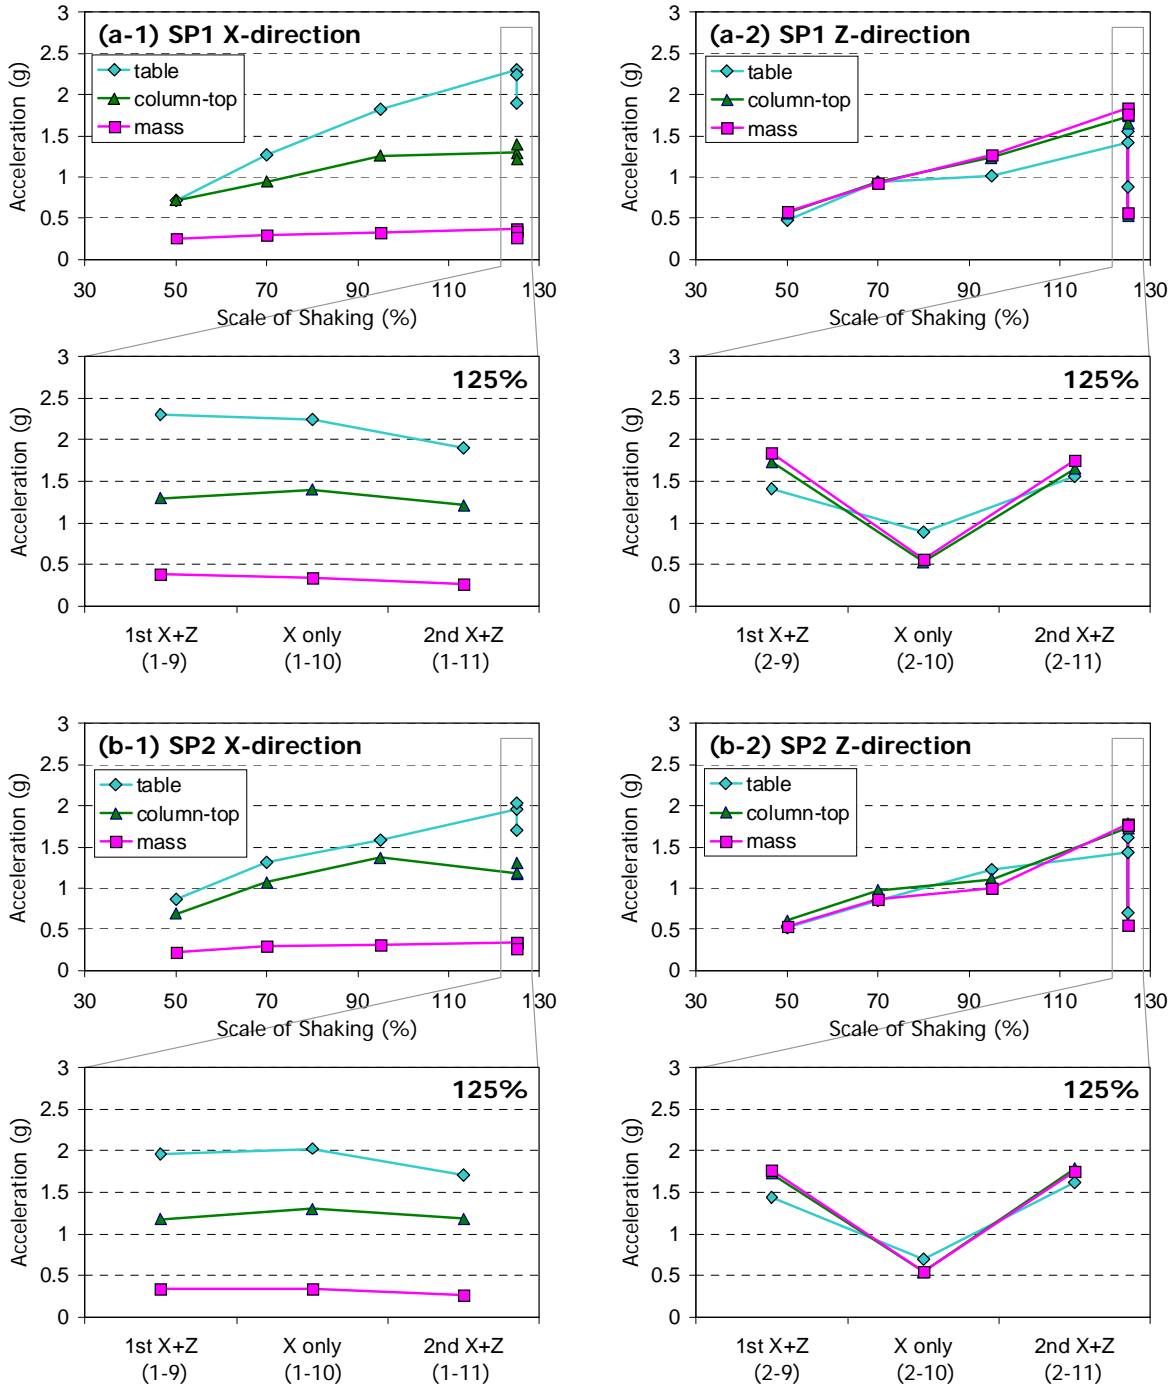 (a-1) SP1 X-direction
table
column-top
mass
3
2.5
2
1.5
1
0.5
0
Acceleration (g)
30 50 70 90 110 130
Scale of Shaking (%)
(a-2) SP1 Z-direction
table
column-top
mass
3
2.5
2
1.5
1
0.5
0
Acceleration (g)
30 50 70 90 110 130
Scale of Shaking (%)
125%
3
2.5
2
1.5
1
0.5
0
Acceleration (g)
1st X+Z X only 2nd X+Z
(1-9) (1-10) (1-11)
125%
3
2.5
2
1.5
1
0.5
0
Acceleration (g)
1st X+Z X only 2nd X+Z
(2-9) (2-10) (2-11)
(b-1) SP2 X-direction
table
column-top
mass
3
2.5
2
1.5
1
0.5
0
Acceleration (g)
30 50 70 90 110 130
Scale of Shaking (%)
(b-2) SP2 Z-direction
table
column-top
mass
3
2.5
2
1.5
1
0.5
0
Acceleration (g)
30 50 70 90 110 130
Scale of Shaking (%)
125%
3
2.5
2
1.5
1
0.5
0
Acceleration (g)
1st X+Z X only 2nd X+Z
(1-9) (1-10) (1-11)
125%
3
2.5
2
1.5
1
0.5
0
Acceleration (g)
1st X+Z X only 2nd X+Z
(2-9) (2-10) (2-11)